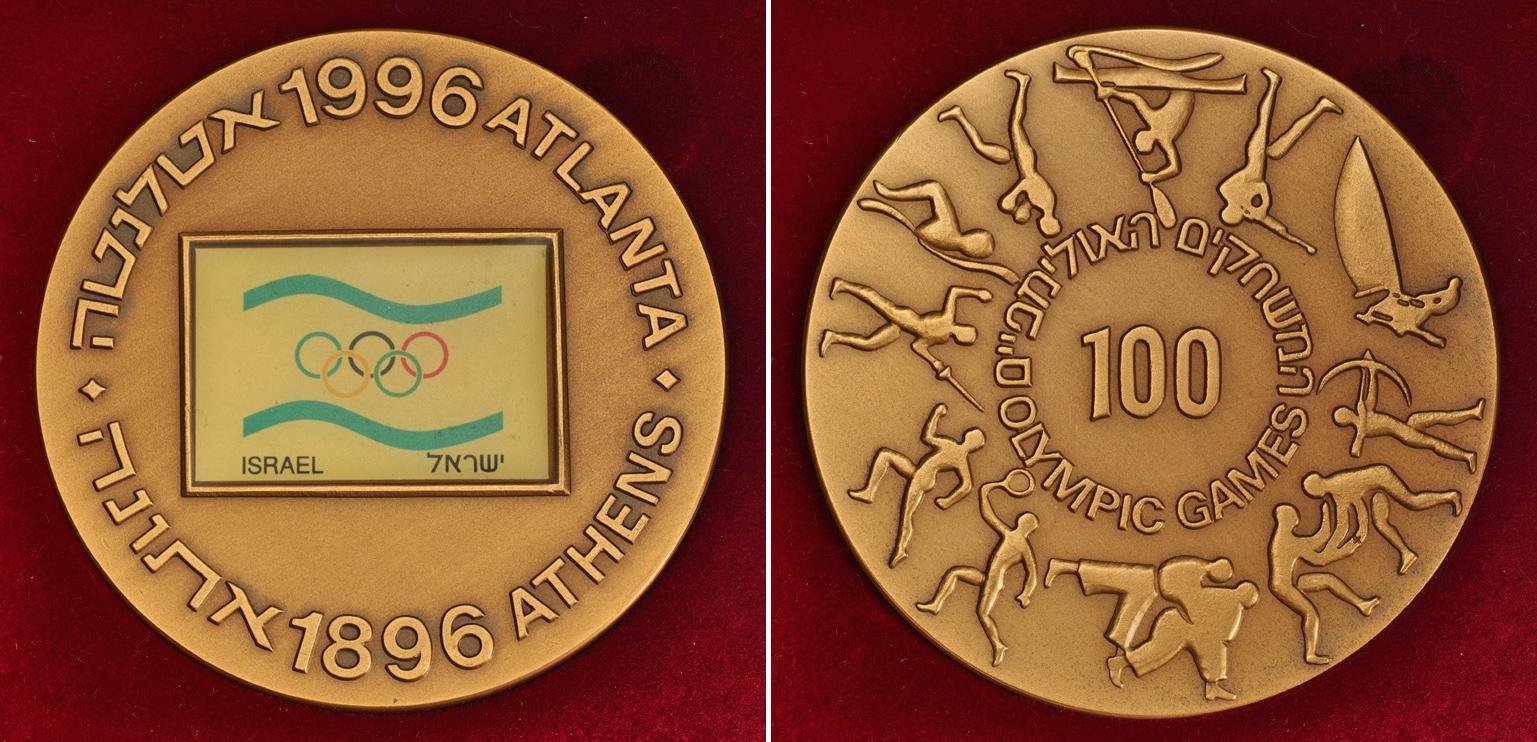 אטלנטה 1996 ATLANTA
אתונה 1896 ATHENS
ISRAEL ישראל
המשחקים האולימפיים
100
OLYMPIC GAMES